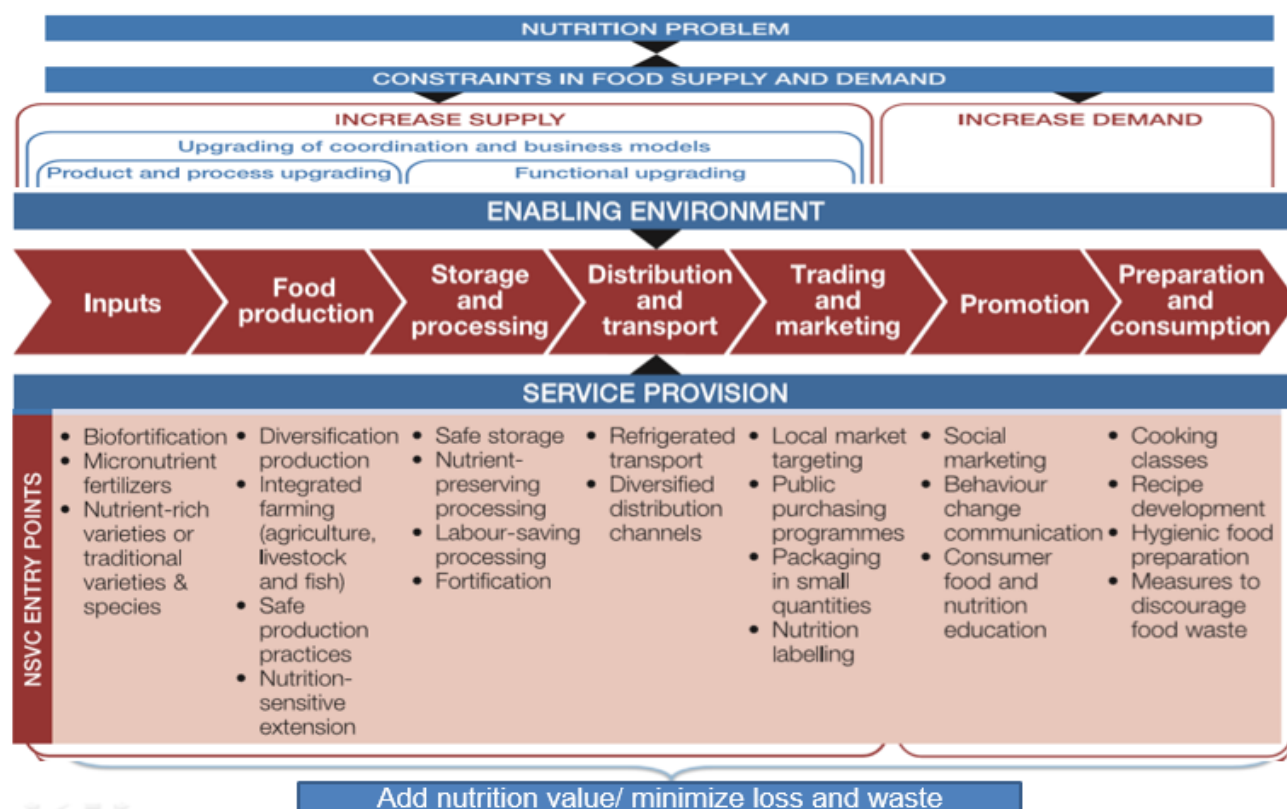 NUTRITION PROBLEM
CONSTRAINTS IN FOOD SUPPLY AND DEMAND
INCREASE SUPPLY
INCREASE DEMAND
Upgrading of coordination and business models
Product and process upgrading
Functional upgrading
ENABLING ENVIRONMENT
Inputs
Food
production
Storage
and
processing
Distribution
and
transport
Trading
and
marketing
Promotion
Preparation
and
consumption
SERVICE PROVISION
NSVC ENTRY POINTS
• Biofortification
• Micronutrient
fertilizers
• Nutrient-rich
varieties or
traditional
varieties &
species
• Diversification
production
• Integrated
farming
(agriculture,
livestock
and fish)
• Safe
production
practices
• Nutrition-
sensitive
extension
• Safe storage
• Nutrient-
preserving
processing
• Labour-saving
processing
• Fortification
• Refrigerated
transport
• Diversified
distribution
channels
• Local market
targeting
• Public
purchasing
programmes
• Packaging
in small
quantities
• Nutrition
labelling
• Social
marketing
• Behaviour
change
communication
• Consumer
food and
nutrition
education
• Cooking
classes
• Recipe
development
• Hygienic food
preparation
• Measures to
discourage
food waste
Add nutrition value/ minimize loss and waste